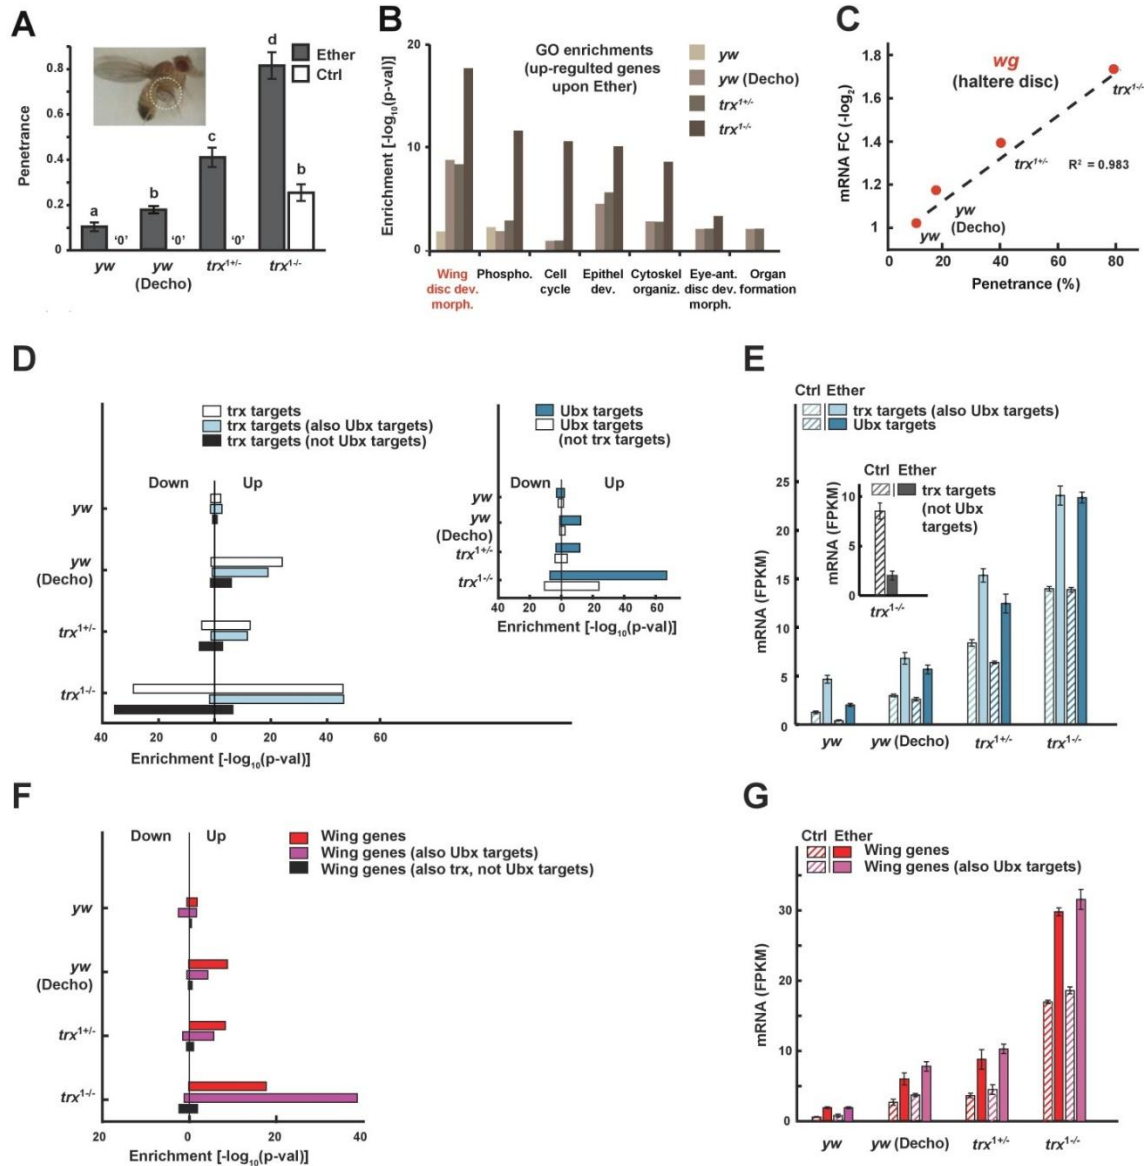 A
Ether
Ctrl
Penetrance
0.8
0.6
0.4
0.2
0
a
b
c
d
b
‘0’
‘0’
‘0’
yw
yw
(Decho)
trx1+/-
trx1-/-
B
GO enrichments
(up-regulted genes
upon Ether)
yw
yw (Decho)
trx1+/-
trx1-/-
Enrichment [-log10(p-val)]
20
10
0
Wing
disc dev.
morph.
Phospho.
Cell
cycle
Epithel
dev.
Cytoskel
organiz.
Eye-ant.
disc dev.
morph.
Organ
formation
C
wg
(haltere disc)
mRNA FC (-log2)
1.8
1.6
1.4
1.2
1
trx1-/-
trx1+/-
R2 = 0.983
yw
(Decho)
yw
0
20
40
60
80
Penetrance (%)
D
trx targets
trx targets (also Ubx targets)
trx targets (not Ubx targets)
Down
Up
yw
yw
(Decho)
trx1+/-
trx1-/-
40
20
0
20
40
60
Enrichment [-log10(p-val)]
Ubx targets
Ubx targets
(not trx targets)
Down
Up
yw
yw
(Decho)
trx1+/-
trx1-/-
40
20
0
20
40
60
Enrichment [-log10(p-val)]
E
Ctrl Ether
trx targets (also Ubx targets)
Ubx targets
mRNA (FPKM)
25
20
15
10
5
0
Ctrl Ether
trx targets
(not Ubx
targets)
mRNA (FPKM)
10
5
0
trx1-/-
yw
yw (Decho)
trx1+/-
trx1-/-
F
Down
Up
Wing genes
Wing genes (also Ubx targets)
Wing genes (also trx, not Ubx targets)
yw
yw
(Decho)
trx1+/-
trx1-/-
20
0
20
40
Enrichment [-log10(p-val)]
G
Ctrl Ether
Wing genes
Wing genes (also Ubx targets)
mRNA (FPKM)
30
20
10
0
yw
yw (Decho)
trx1+/-
trx1-/-